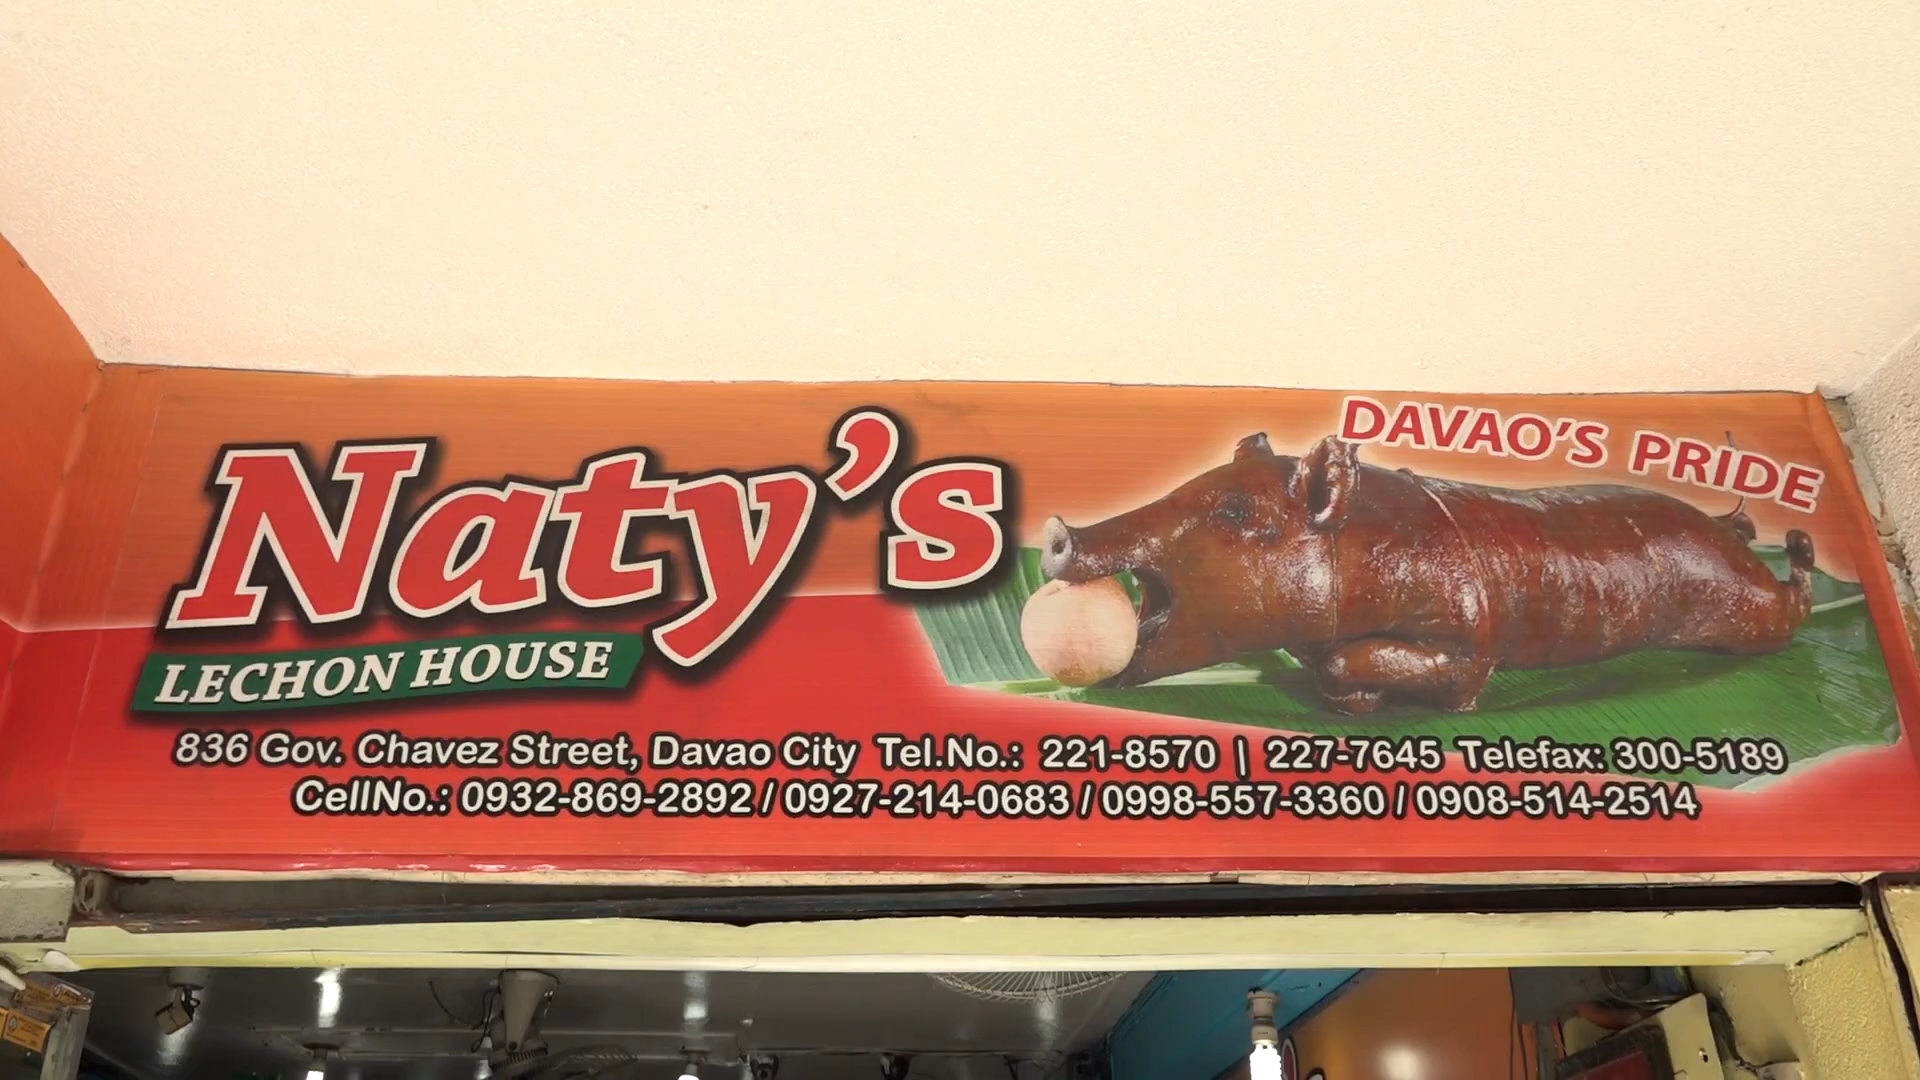 DAVAO'S PRIDE
Naty's
LECHON HOUSE
836 Gov. Chavez Street, Davao City Tel.No.: 221-8570 | 227-7645 Telefax: 300-5189
CellNo.: 0932-869-2892 / 0927-214-0683 / 0998-557-3360 / 0908-514-2514